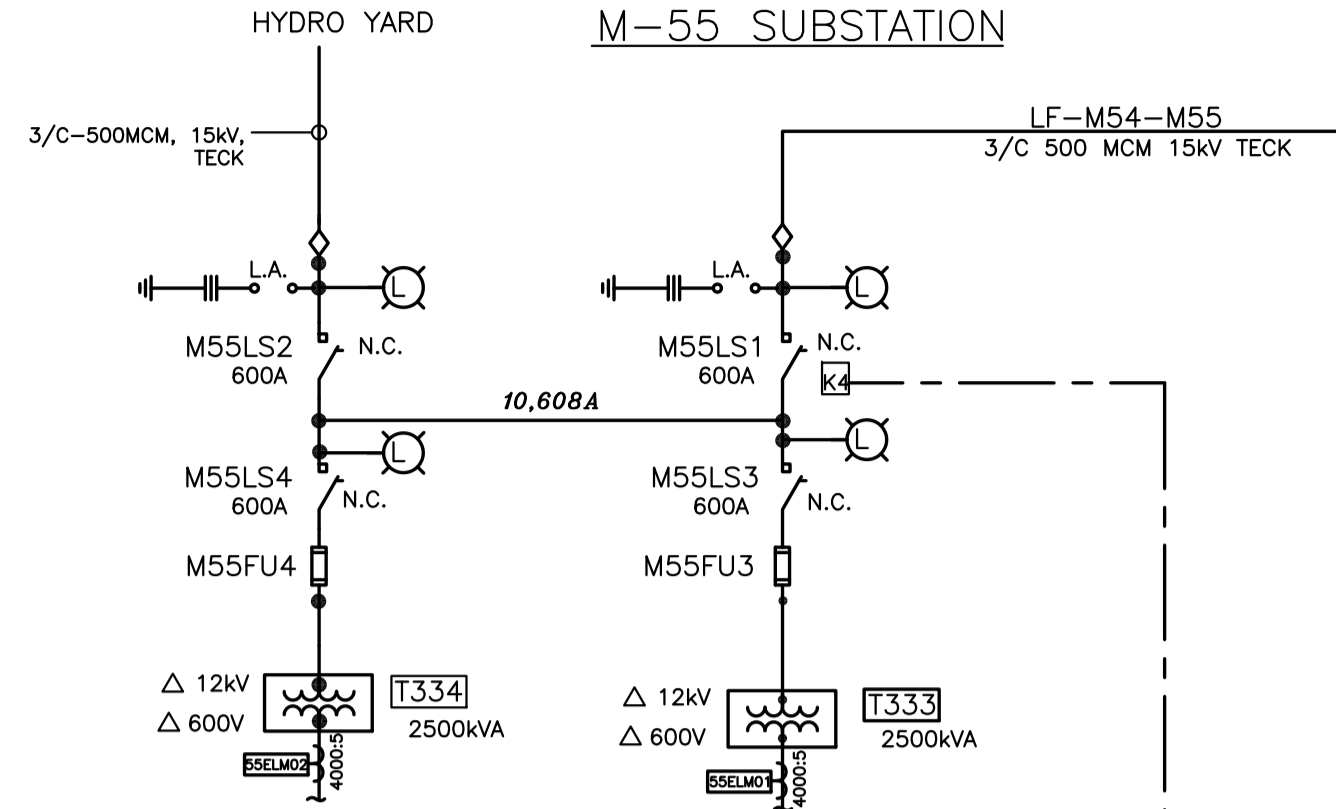 HYDRO YARD
M-55 SUBSTATION
3/C-500MCM, 15kV,
TECK
LF-M54-M55
3/C 500 MCM 15kV TECK
L.A.
L
L.A.
L
M55LS2
600A
N.C.
M55LS1
600A
N.C.
K4
10,608A
L
L
M55LS4
600A
N.C.
M55LS3
600A
N.C.
M55FU4
M55FU3
△ 12kV
△ 600V
T334
2500kVA
△ 12kV
△ 600V
T333
2500kVA
55ELM02
4000:5
55ELM01
4000:5